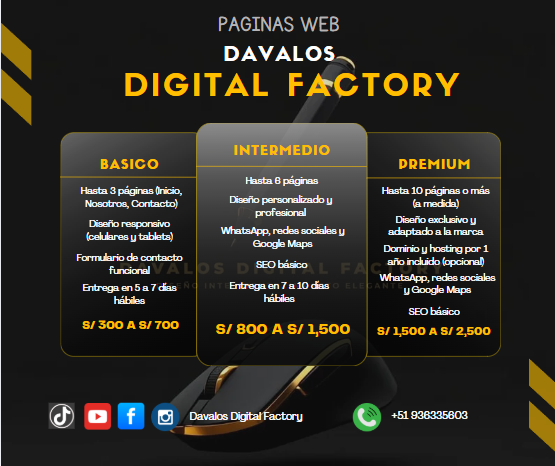 PAGINAS WEB
DAVALOS
DIGITAL FACTORY
BASICO
Hasta 3 páginas (Inicio,
Nosotros, Contacto)
Diseño responsivo
(celulares y tablets)
Formulario de contacto
funcional
Entrega en 5 a 7 días
hábiles
S/ 300 A S/ 700
INTERMEDIO
Hasta 6 páginas
Diseño personalizado y
profesional
WhatsApp, redes sociales y
Google Maps
SEO básico
Entrega en 7 a 10 días
hábiles
S/ 800 A S/ 1,500
PREMIUM
Hasta 10 páginas o más
(a medida)
Diseño exclusivo y
adaptado a la marca
Dominio y hosting por 1
año incluido (opcional)
WhatsApp, redes sociales
y Google Maps
SEO básico
S/ 1,500 A S/ 2,500
DAVALOS DIGITAL FACTORY
Davalos Digital Factory
+51 936335603